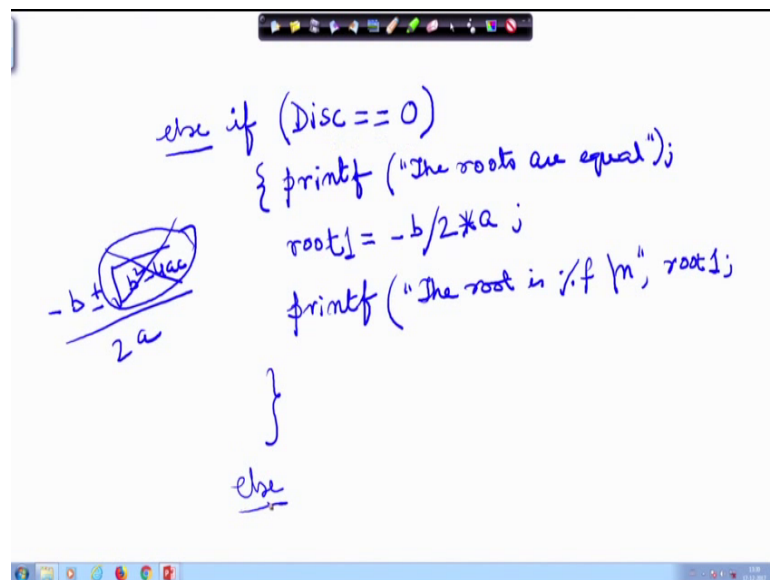 else if (Disc == 0)
{ printf ("The roots are equal");
root1 = -b/2*a ;
printf ("The root is %f \n", root1;
-b ± √b²-4ac
2a
}
else